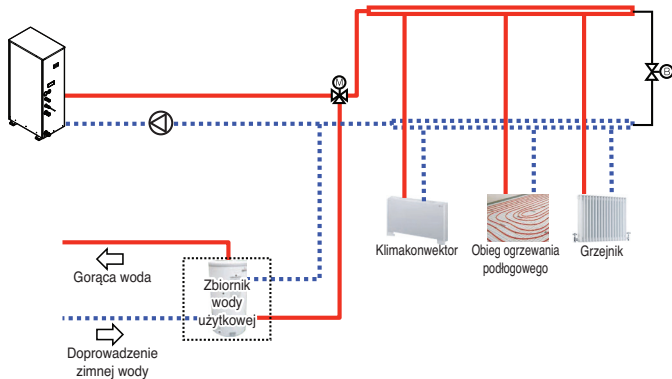 M
B
Klimakonwektor
Obieg ogrzewania
podłogowego
Grzejnik
Gorąca woda
Zbiornik
wody
użytkowej
Doprowadzenie
zimnej wody